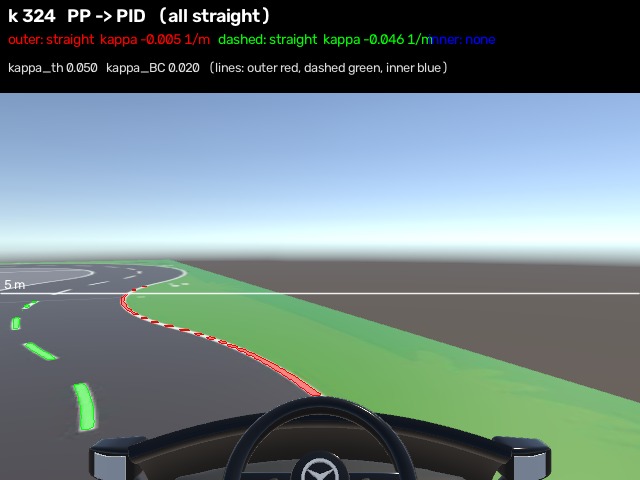 k 324 PP -> PID (all straight)
outer: straight kappa -0.005 1/m dashed: straight kappa -0.046 1/m inner: none
kappa_th 0.050 kappa_BC 0.020 (lines: outer red, dashed green, inner blue)
5 m